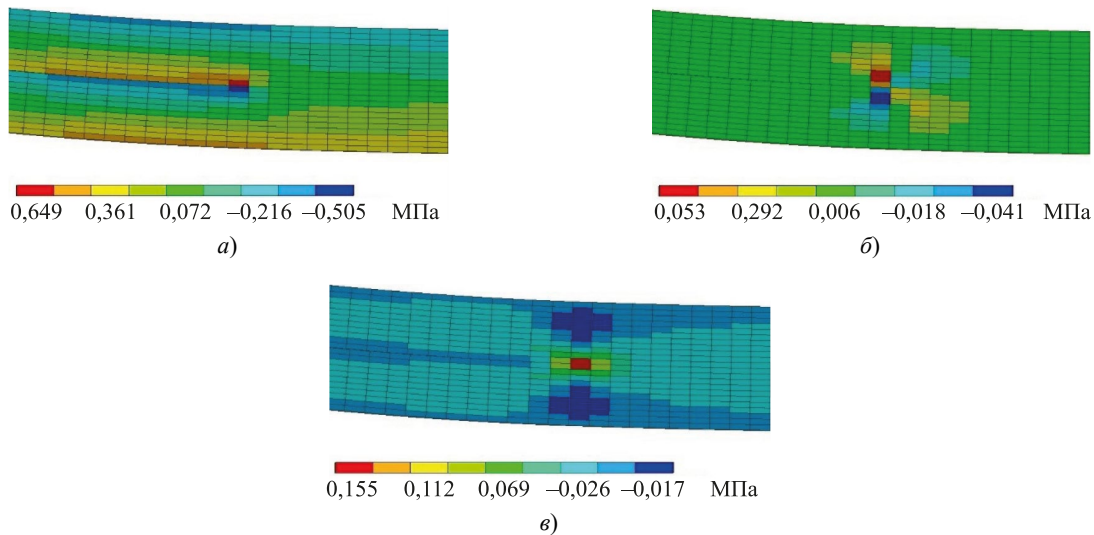 0,649 0,361 0,072 –0,216 –0,505 МПа
а)
0,053 0,292 0,006 –0,018 –0,041 МПа
б)
0,155 0,112 0,069 –0,026 –0,017 МПа
в)